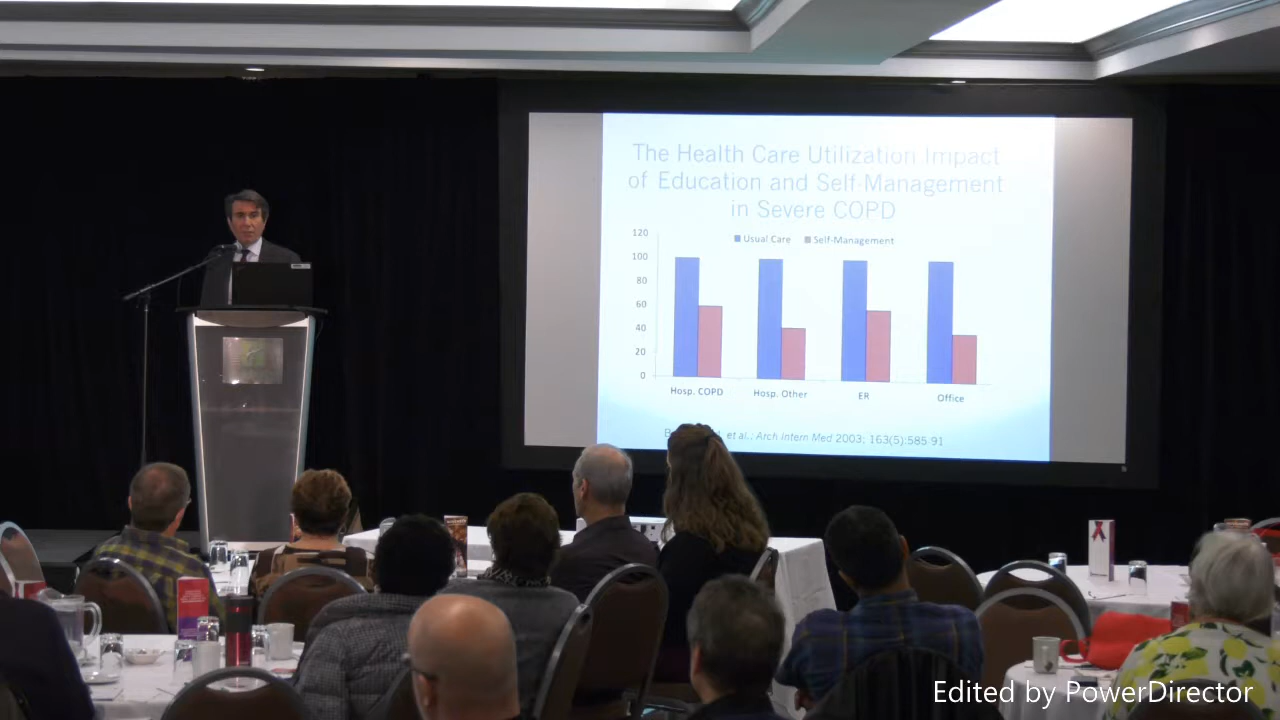 The Health Care Utilization Impact
of Education and Self-Management
in Severe COPD
120
Usual Care
Self-Management
100
80
60
40
20
0
Hosp. COPD
Hosp. Other
ER
Office
et al., Arch Intern Med 2003; 163(5):585-91
Edited by PowerDirector